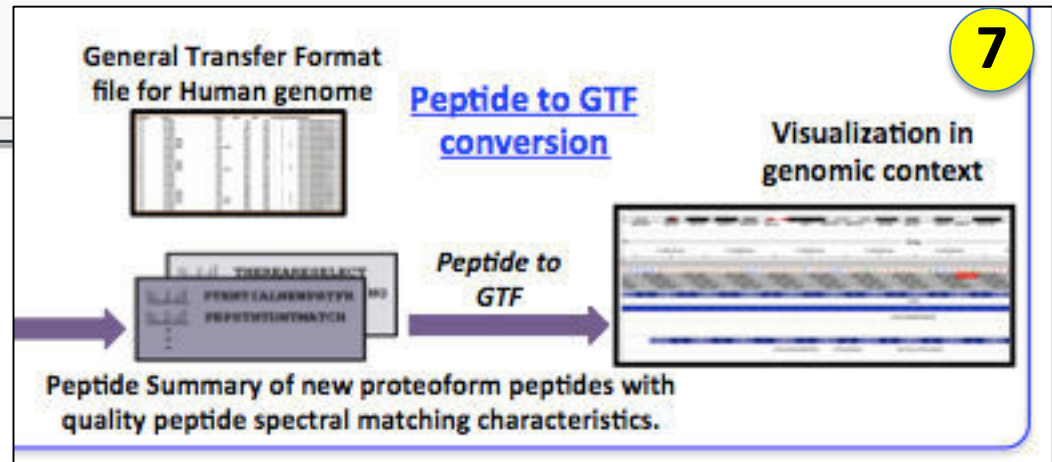 General Transfer Format
file for Human genome
Peptide to GTF
conversion
7
Visualization in
genomic context
THEREARESELECT
Peptide to
GTF
Peptide Summary of new proteoform peptides with
quality peptide spectral matching characteristics.